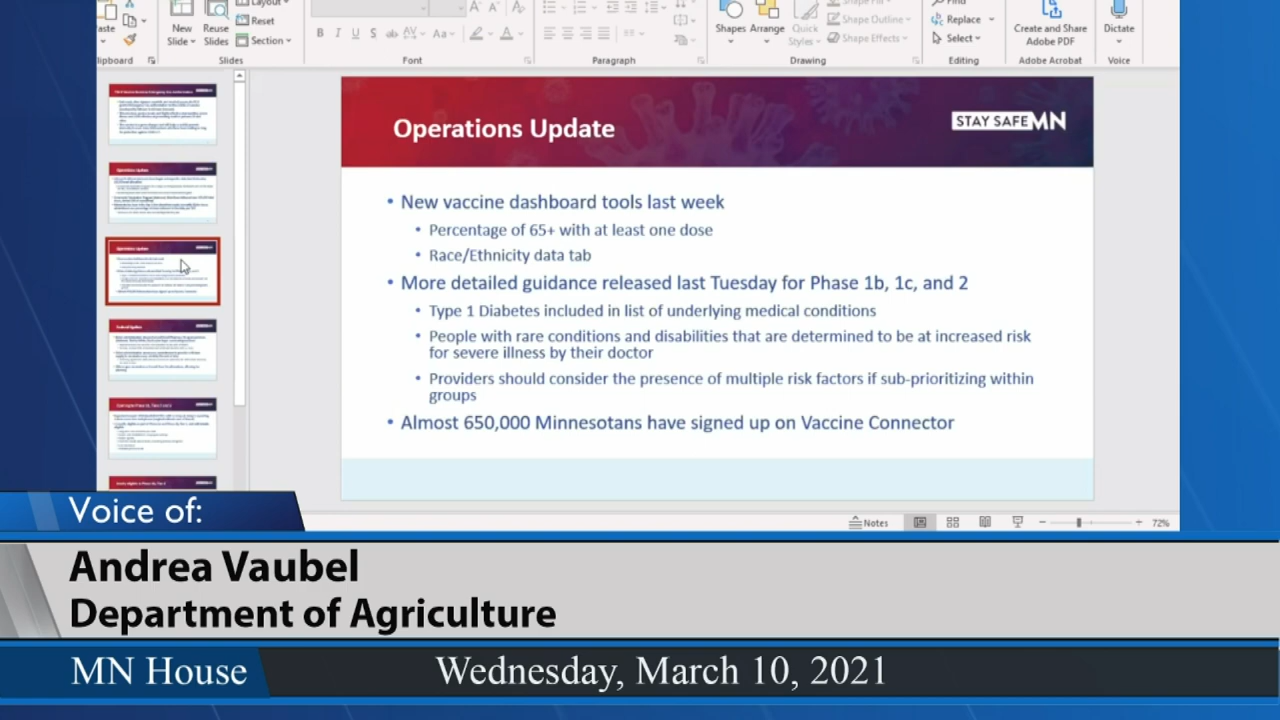 Layout
Reset
Section
New
Slide
Reuse
Slides
B I U S ab AV Aa A
Shapes
Arrange
Quick
Styles
Shape Fill
Shape Outline
Shape Effects
Find
Replace
Select
Create and Share
Adobe PDF
Dictate
Slides
Font
Paragraph
Drawing
Editing
Adobe Acrobat
Voice
Operations Update
STAY SAFE MN
• New vaccine dashboard tools last week
• Percentage of 65+ with at least one dose
• Race/Ethnicity data tab
• More detailed guidance released last Tuesday for Phase 1b, 1c, and 2
• Type 1 Diabetes included in list of underlying medical conditions
• People with rare conditions and disabilities that are determined to be at increased risk
for severe illness by their doctor
• Providers should consider the presence of multiple risk factors if sub-prioritizing within
groups
• Almost 650,000 Minnesotans have signed up on Vaccine Connector
Notes
72%
Voice of:
Andrea Vaubel
Department of Agriculture
MN House
Wednesday, March 10, 2021